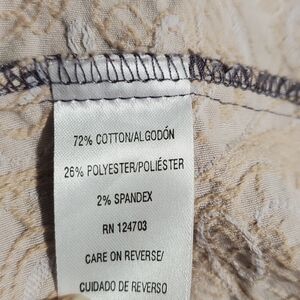 72% COTTON/ALGODÓN
26% POLYESTER/POLIÉSTER
2% SPANDEX
RN 124703
CARE ON REVERSE/
CUIDADO DE REVERSO